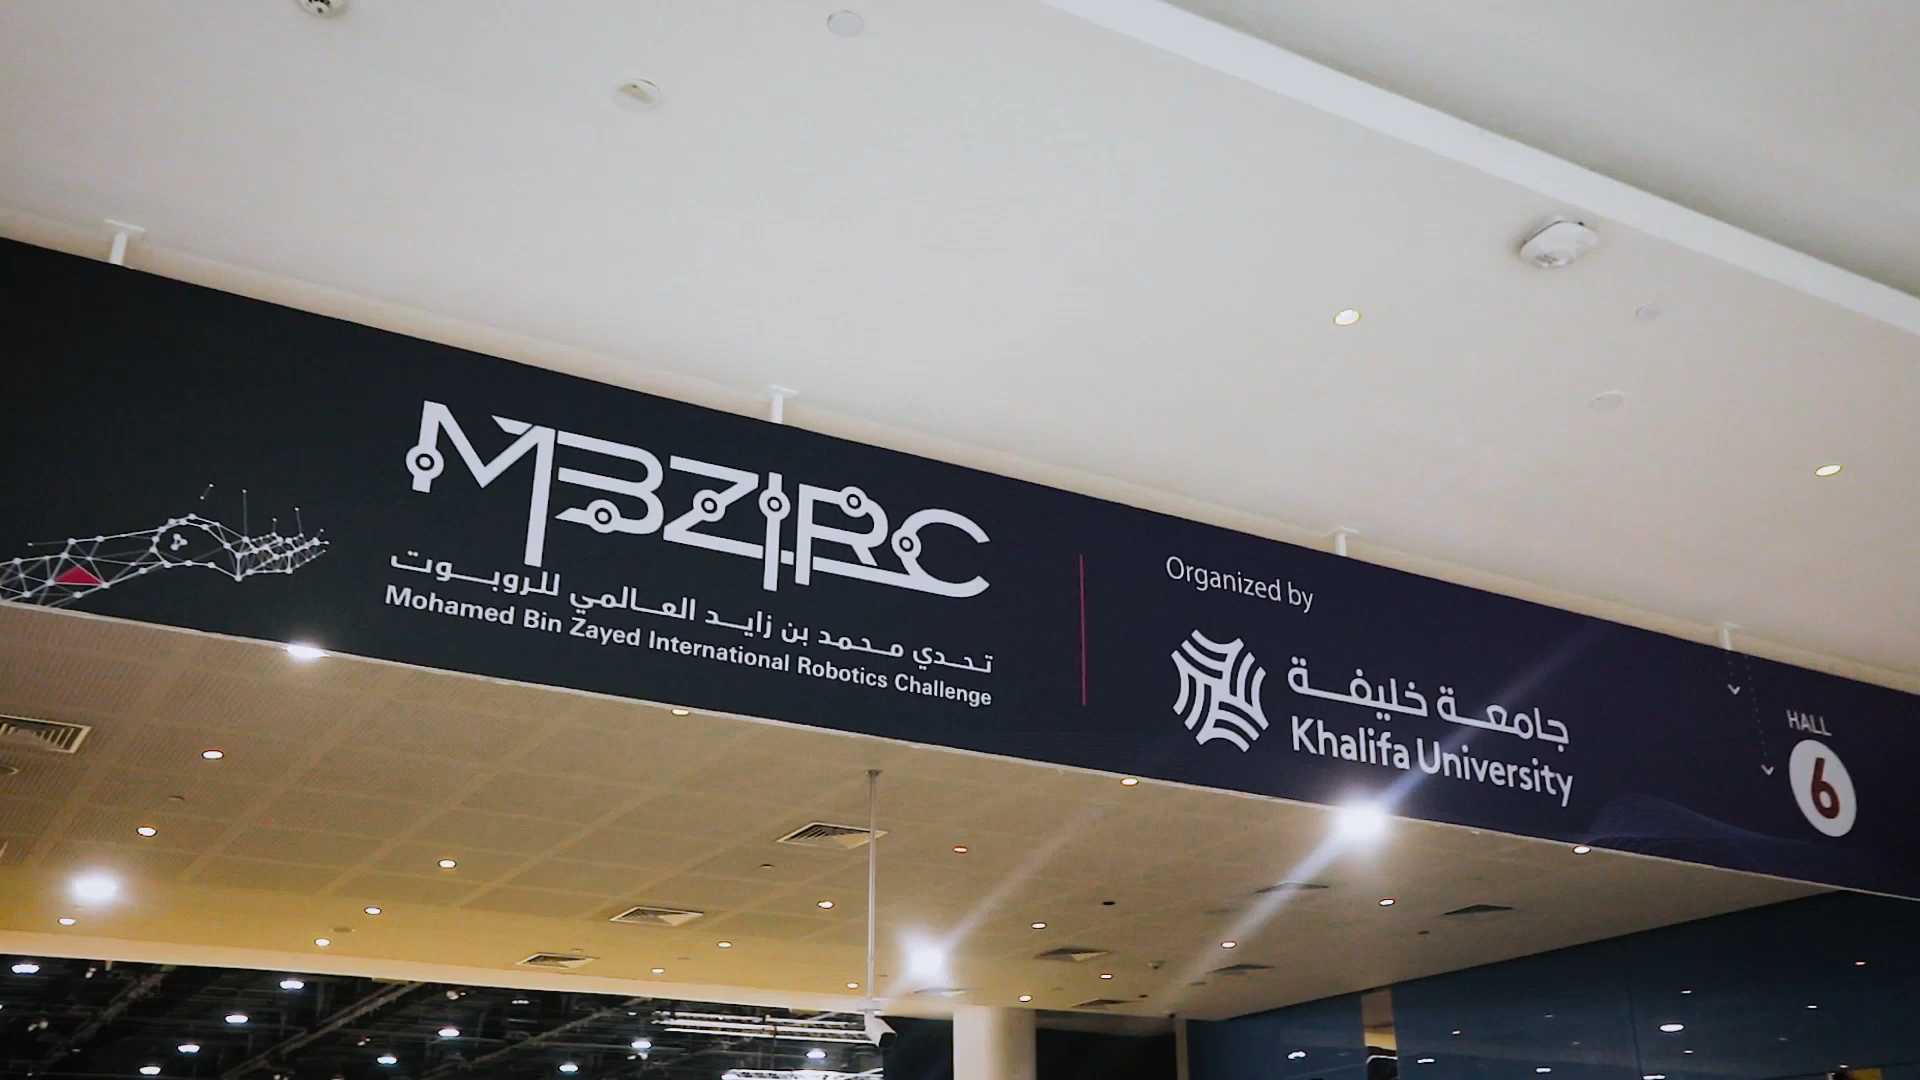 MBZIRC
تحدي محمد بن زايد العالمي للروبوت
Mohamed Bin Zayed International Robotics Challenge
Organized by
جامعة خليفة
Khalifa University
HALL
6